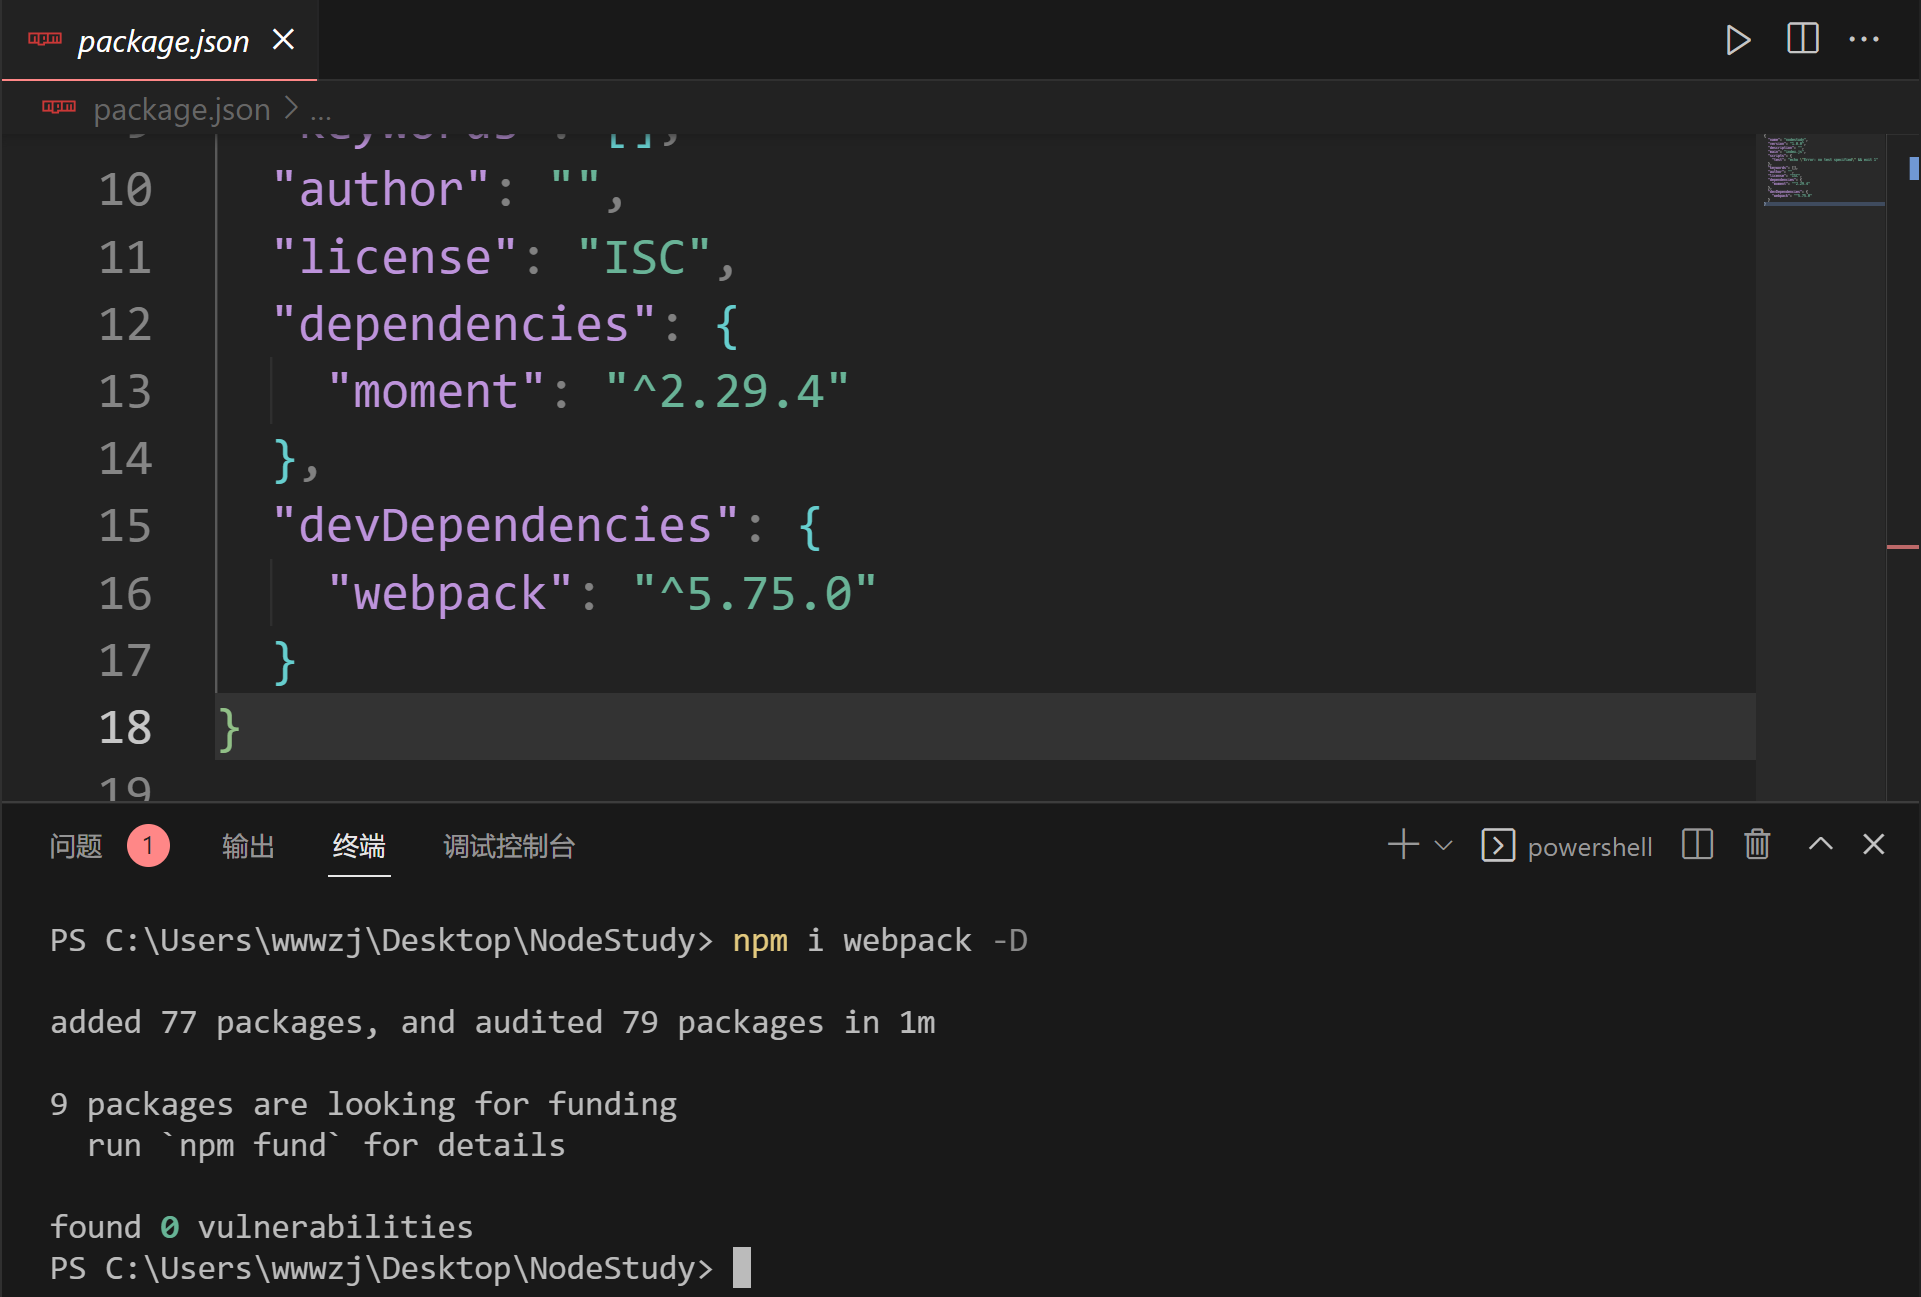 package.json
package.json > ...
9 "keywords": [],
10 "author": "",
11 "license": "ISC",
12 "dependencies": {
13 "moment": "^2.29.4"
14 },
15 "devDependencies": {
16 "webpack": "^5.75.0"
17 }
18 }
19
问题 1 输出 终端 调试控制台 powershell
PS C:\Users\wwwzj\Desktop\NodeStudy> npm i webpack -D
added 77 packages, and audited 79 packages in 1m
9 packages are looking for funding
run `npm fund` for details
found 0 vulnerabilities
PS C:\Users\wwwzj\Desktop\NodeStudy>